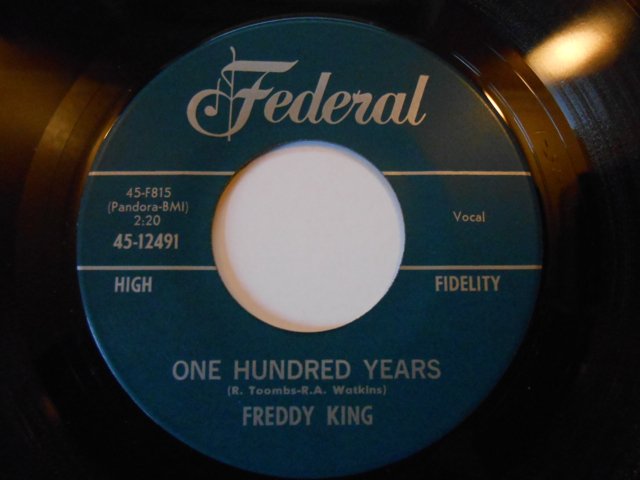 Federal
45-F815
(Pandora-BMI)
2:20
45-12491
Vocal
HIGH FIDELITY
ONE HUNDRED YEARS
(R. Toombs-R.A. Watkins)
FREDDY KING